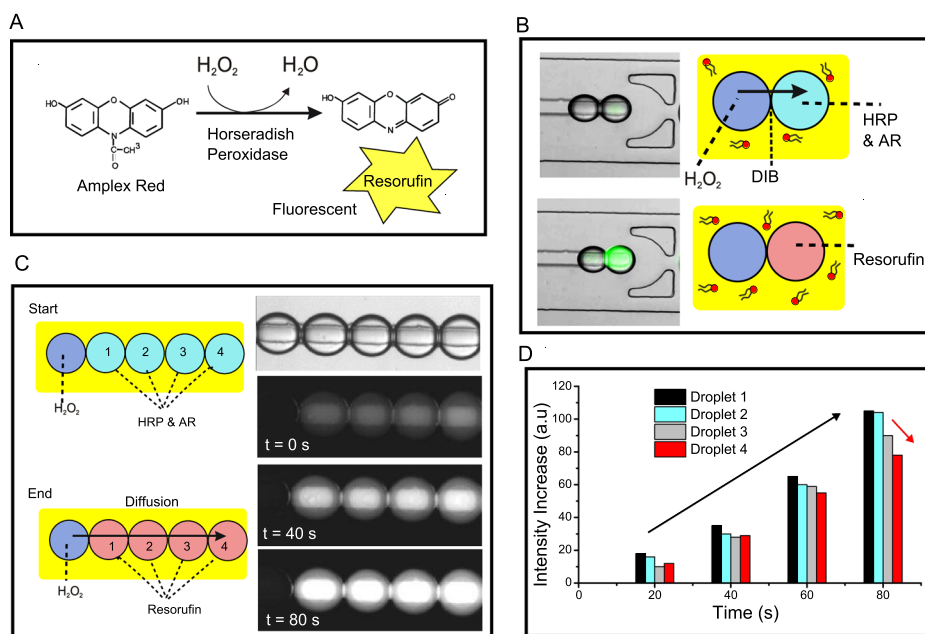 A
H₂O₂
H₂O
HO
O
OH
N
C
CH³
O
Horseradish
Peroxidase
HO
O
O
N
Amplex Red
Fluorescent
Resorufin
B
HRP
& AR
H₂O₂
DIB
Resorufin
C
Start
1 2 3 4
H₂O₂
HRP & AR
End
Diffusion
1 2 3 4
H₂O₂
Resorufin
t = 0 s
t = 40 s
t = 80 s
D
Intensity Increase (a.u)
120
100
80
60
40
20
0
Droplet 1
Droplet 2
Droplet 3
Droplet 4
0 20 40 60 80
Time (s)